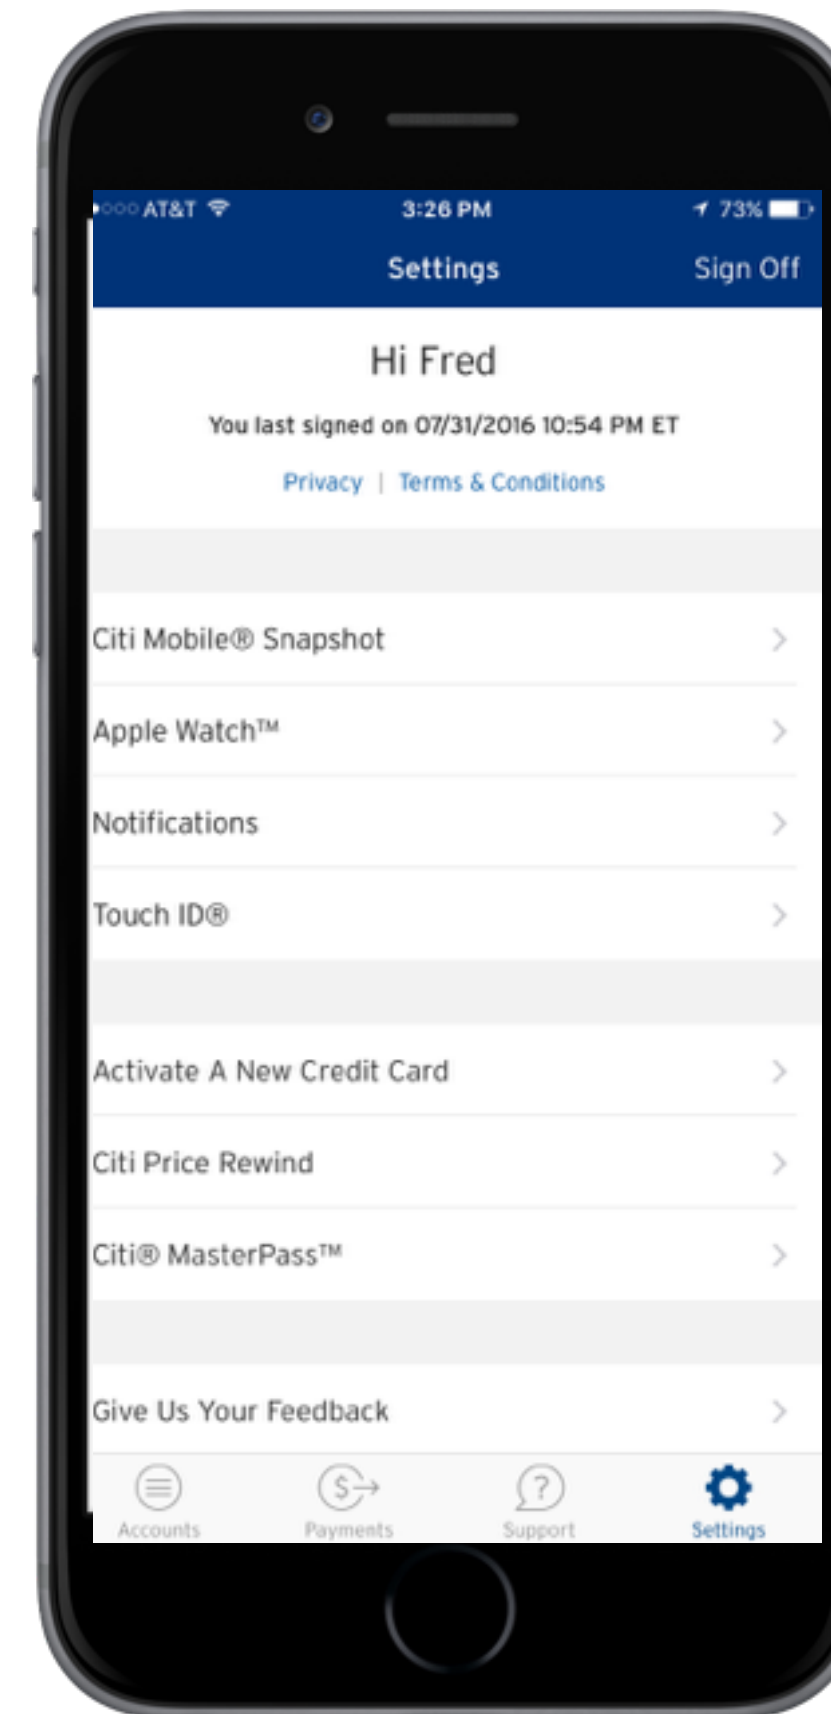 AT&T 3:26 PM 73%
Settings Sign Off
Hi Fred
You last signed on 07/31/2016 10:54 PM ET
Privacy | Terms & Conditions
Citi Mobile® Snapshot
Apple Watch™
Notifications
Touch ID®
Activate A New Credit Card
Citi Price Rewind
Citi® MasterPass™
Give Us Your Feedback
Accounts Payments Support Settings